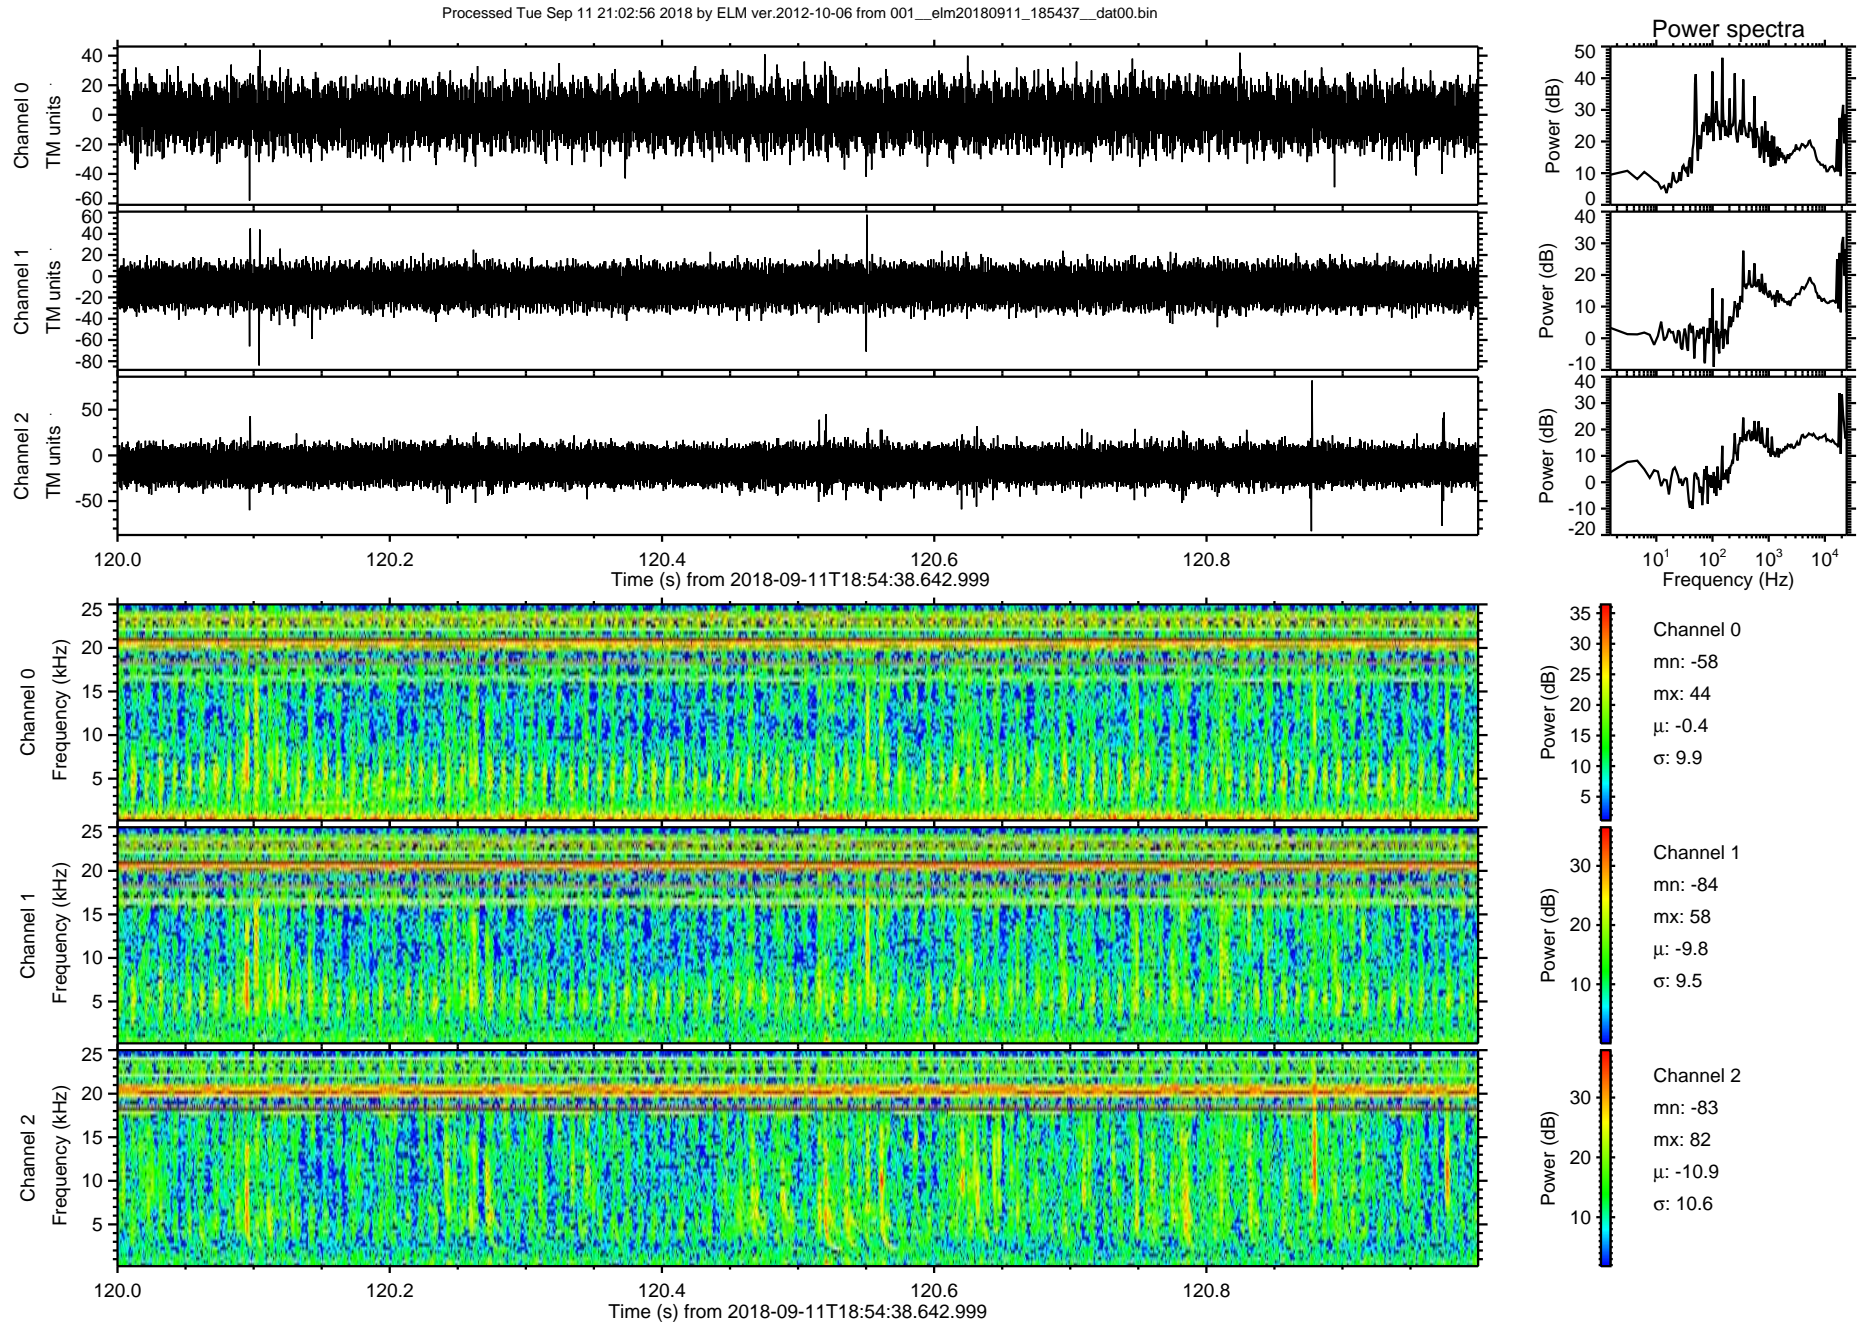 Processed Tue Sep 11 21:02:56 2018 by ELM ver.2012-10-06 from 001__elm20180911_185437__dat00.bin
Power spectra
Channel 0
TM units
40
20
0
-20
-40
-60
Power (dB)
50
40
30
20
10
0
Channel 1
TM units
60
40
20
0
-20
-40
-60
-80
Power (dB)
40
30
20
10
0
-10
Channel 2
TM units
50
0
-50
Power (dB)
40
30
20
10
0
-10
-20
120.0 120.2 120.4 120.6 120.8
Time (s) from 2018-09-11T18:54:38.642.999
10^1 10^2 10^3 10^4
Frequency (Hz)
Channel 0
Frequency (kHz)
25
20
15
10
5
Power (dB)
35
30
25
20
15
10
5
Channel 0
mn: -58
mx: 44
μ: -0.4
σ: 9.9
Channel 1
Frequency (kHz)
25
20
15
10
5
Power (dB)
30
20
10
Channel 1
mn: -84
mx: 58
μ: -9.8
σ: 9.5
Channel 2
Frequency (kHz)
25
20
15
10
5
Power (dB)
30
20
10
Channel 2
mn: -83
mx: 82
μ: -10.9
σ: 10.6
120.0 120.2 120.4 120.6 120.8
Time (s) from 2018-09-11T18:54:38.642.999